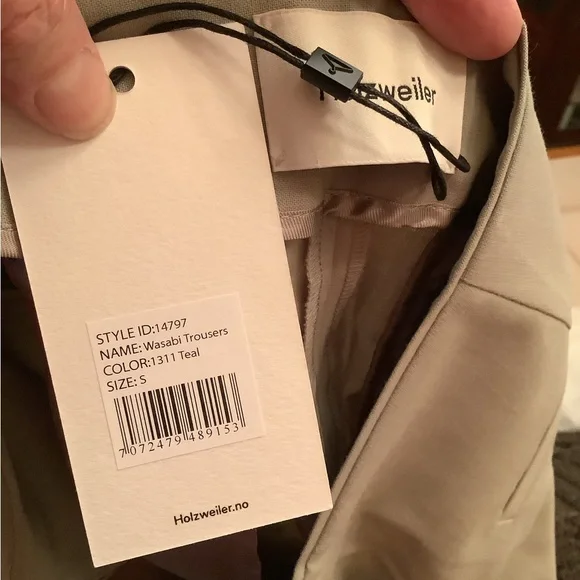 Holzweiler
STYLE ID:14797
NAME: Wasabi Trousers
COLOR:1311 Teal
SIZE: S
7 072479 489153
Holzweiler.no